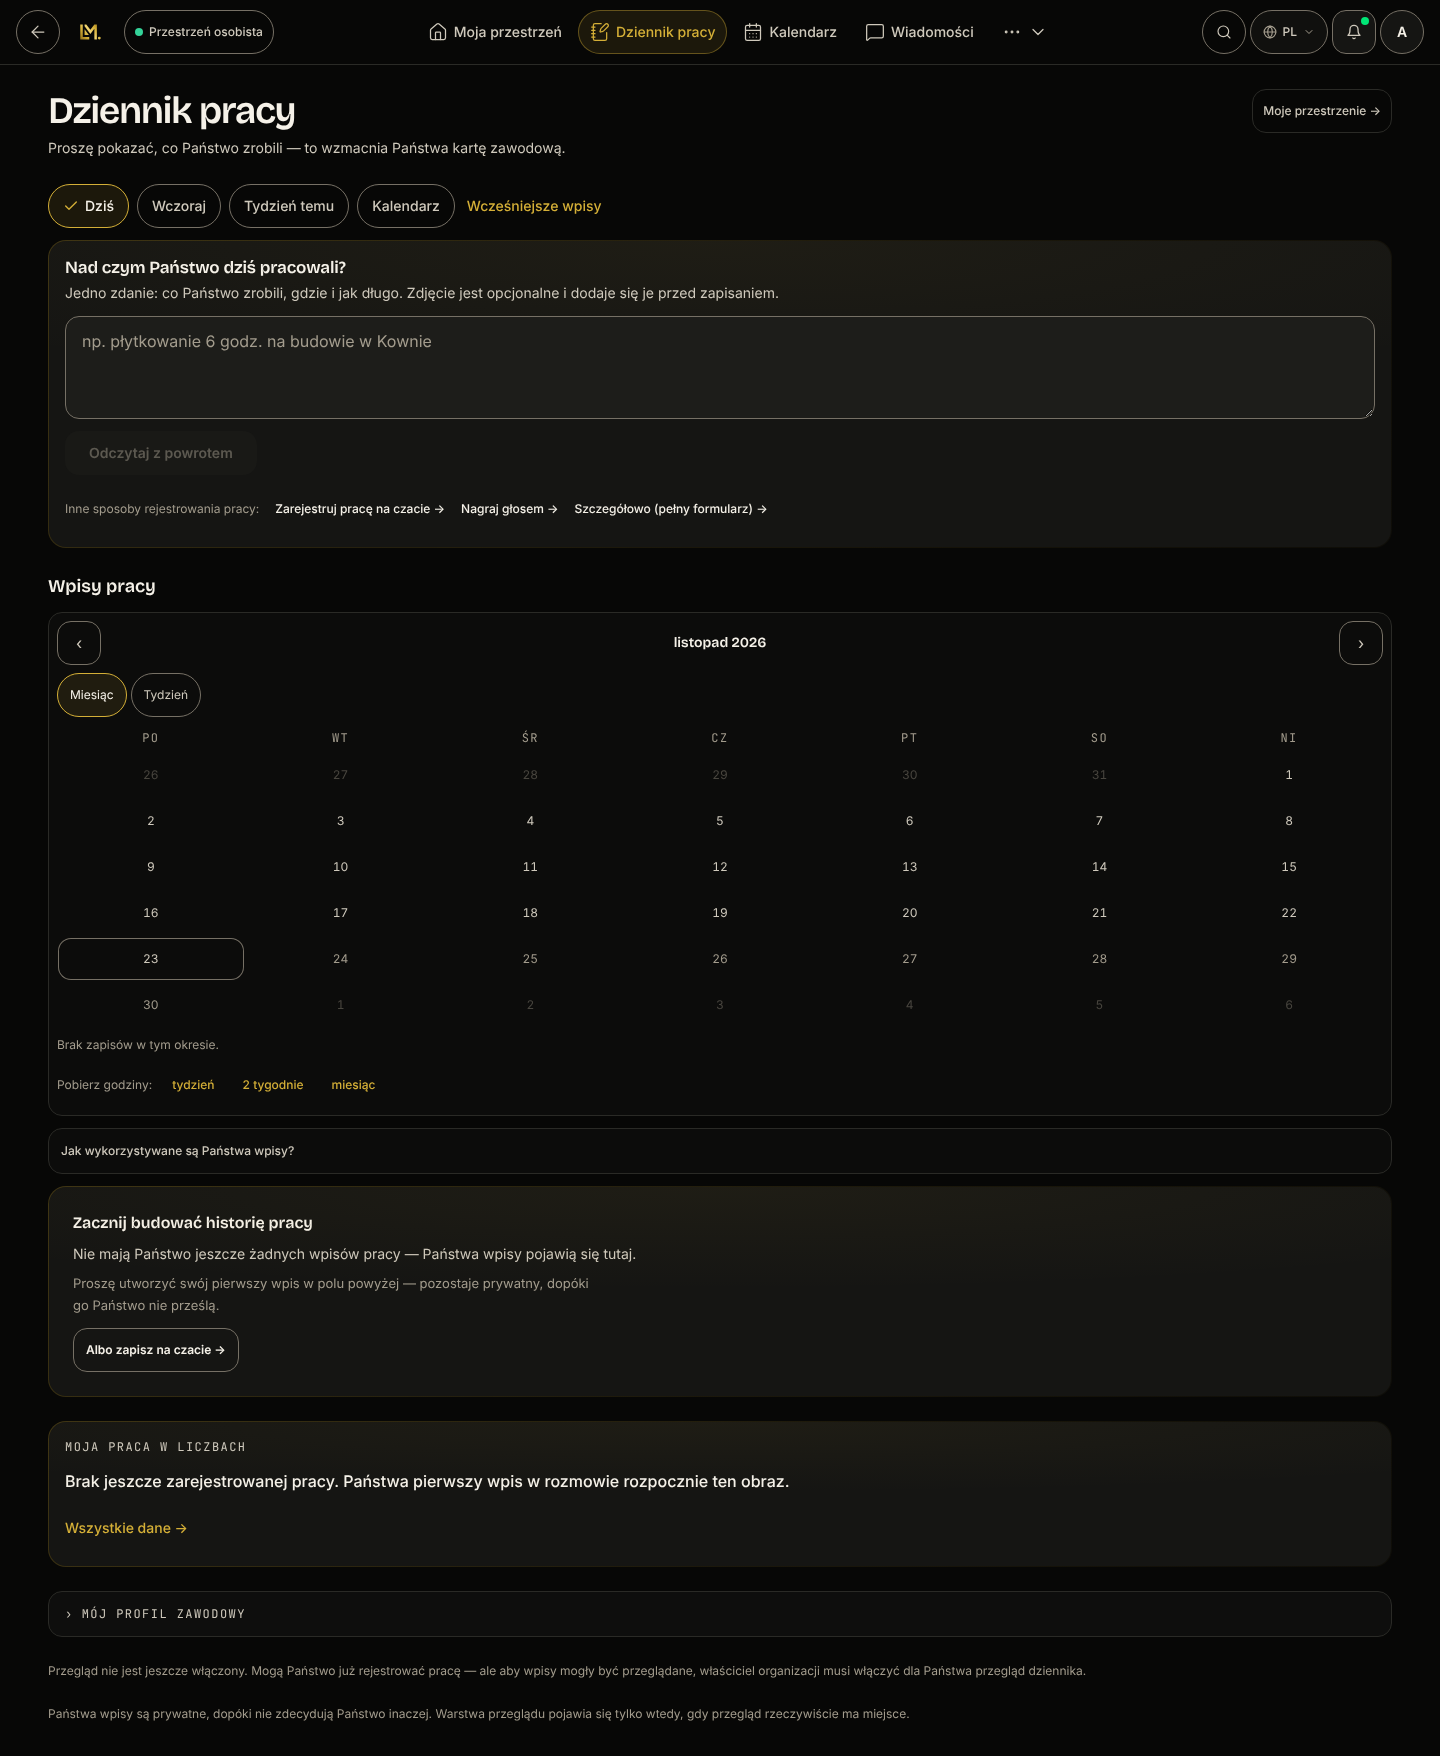 LM.
Przestrzeń osobista
Moja przestrzeń
Dziennik pracy
Kalendarz
Wiadomości
PL
A
Dziennik pracy
Moje przestrzenie →
Proszę pokazać, co Państwo zrobili — to wzmacnia Państwa kartę zawodową.
Dziś
Wczoraj
Tydzień temu
Kalendarz
Wcześniejsze wpisy
Nad czym Państwo dziś pracowali?
Jedno zdanie: co Państwo zrobili, gdzie i jak długo. Zdjęcie jest opcjonalne i dodaje się je przed zapisaniem.
np. płytkowanie 6 godz. na budowie w Kownie
Odczytaj z powrotem
Inne sposoby rejestrowania pracy: Zarejestruj pracę na czacie → Nagraj głosem → Szczegółowo (pełny formularz) →
Wpisy pracy
‹ listopad 2026 ›
Miesiąc Tydzień
PO WT ŚR CZ PT SO NI
26 27 28 29 30 31 1
2 3 4 5 6 7 8
9 10 11 12 13 14 15
16 17 18 19 20 21 22
23 24 25 26 27 28 29
30 1 2 3 4 5 6
Brak zapisów w tym okresie.
Pobierz godziny: tydzień 2 tygodnie miesiąc
Jak wykorzystywane są Państwa wpisy?
Zacznij budować historię pracy
Nie mają Państwo jeszcze żadnych wpisów pracy — Państwa wpisy pojawią się tutaj.
Proszę utworzyć swój pierwszy wpis w polu powyżej — pozostaje prywatny, dopóki
go Państwo nie prześlą.
Albo zapisz na czacie →
MOJA PRACA W LICZBACH
Brak jeszcze zarejestrowanej pracy. Państwa pierwszy wpis w rozmowie rozpocznie ten obraz.
Wszystkie dane →
› MÓJ PROFIL ZAWODOWY
Przegląd nie jest jeszcze włączony. Mogą Państwo już rejestrować pracę — ale aby wpisy mogły być przeglądane, właściciel organizacji musi włączyć dla Państwa przegląd dziennika.
Państwa wpisy są prywatne, dopóki nie zdecydują Państwo inaczej. Warstwa przeglądu pojawia się tylko wtedy, gdy przegląd rzeczywiście ma miejsce.